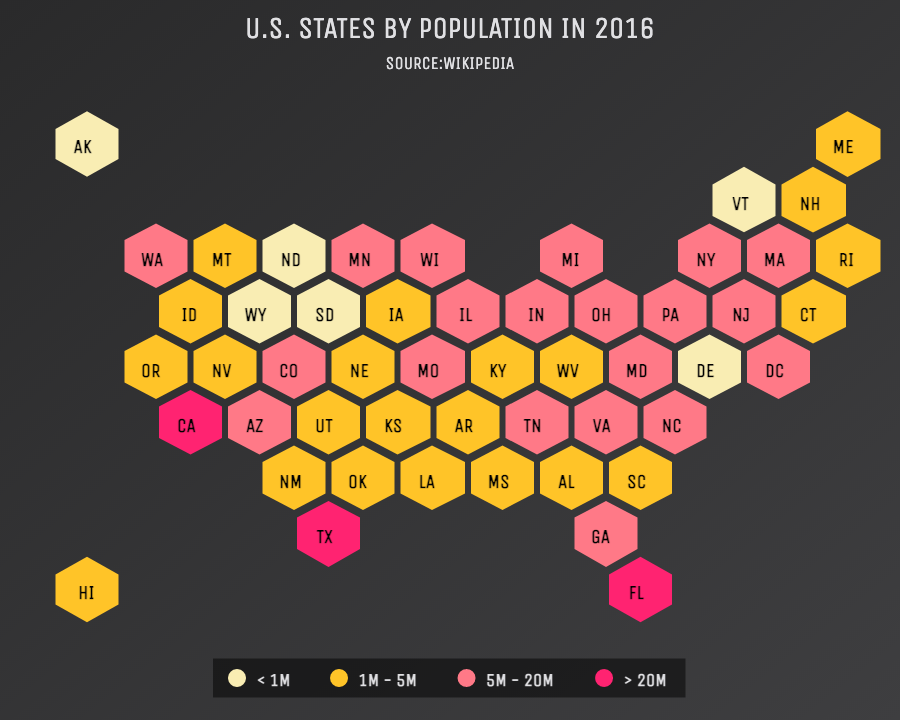 U.S. STATES BY POPULATION IN 2016
SOURCE:WIKIPEDIA
AK ME
VT NH
WA MT ND MN WI MI NY MA RI
ID WY SD IA IL IN OH PA NJ CT
OR NV CO NE MO KY WV MD DE DC
CA AZ UT KS AR TN VA NC
NM OK LA MS AL SC
TX GA
HI FL
< 1M 1M - 5M 5M - 20M > 20M